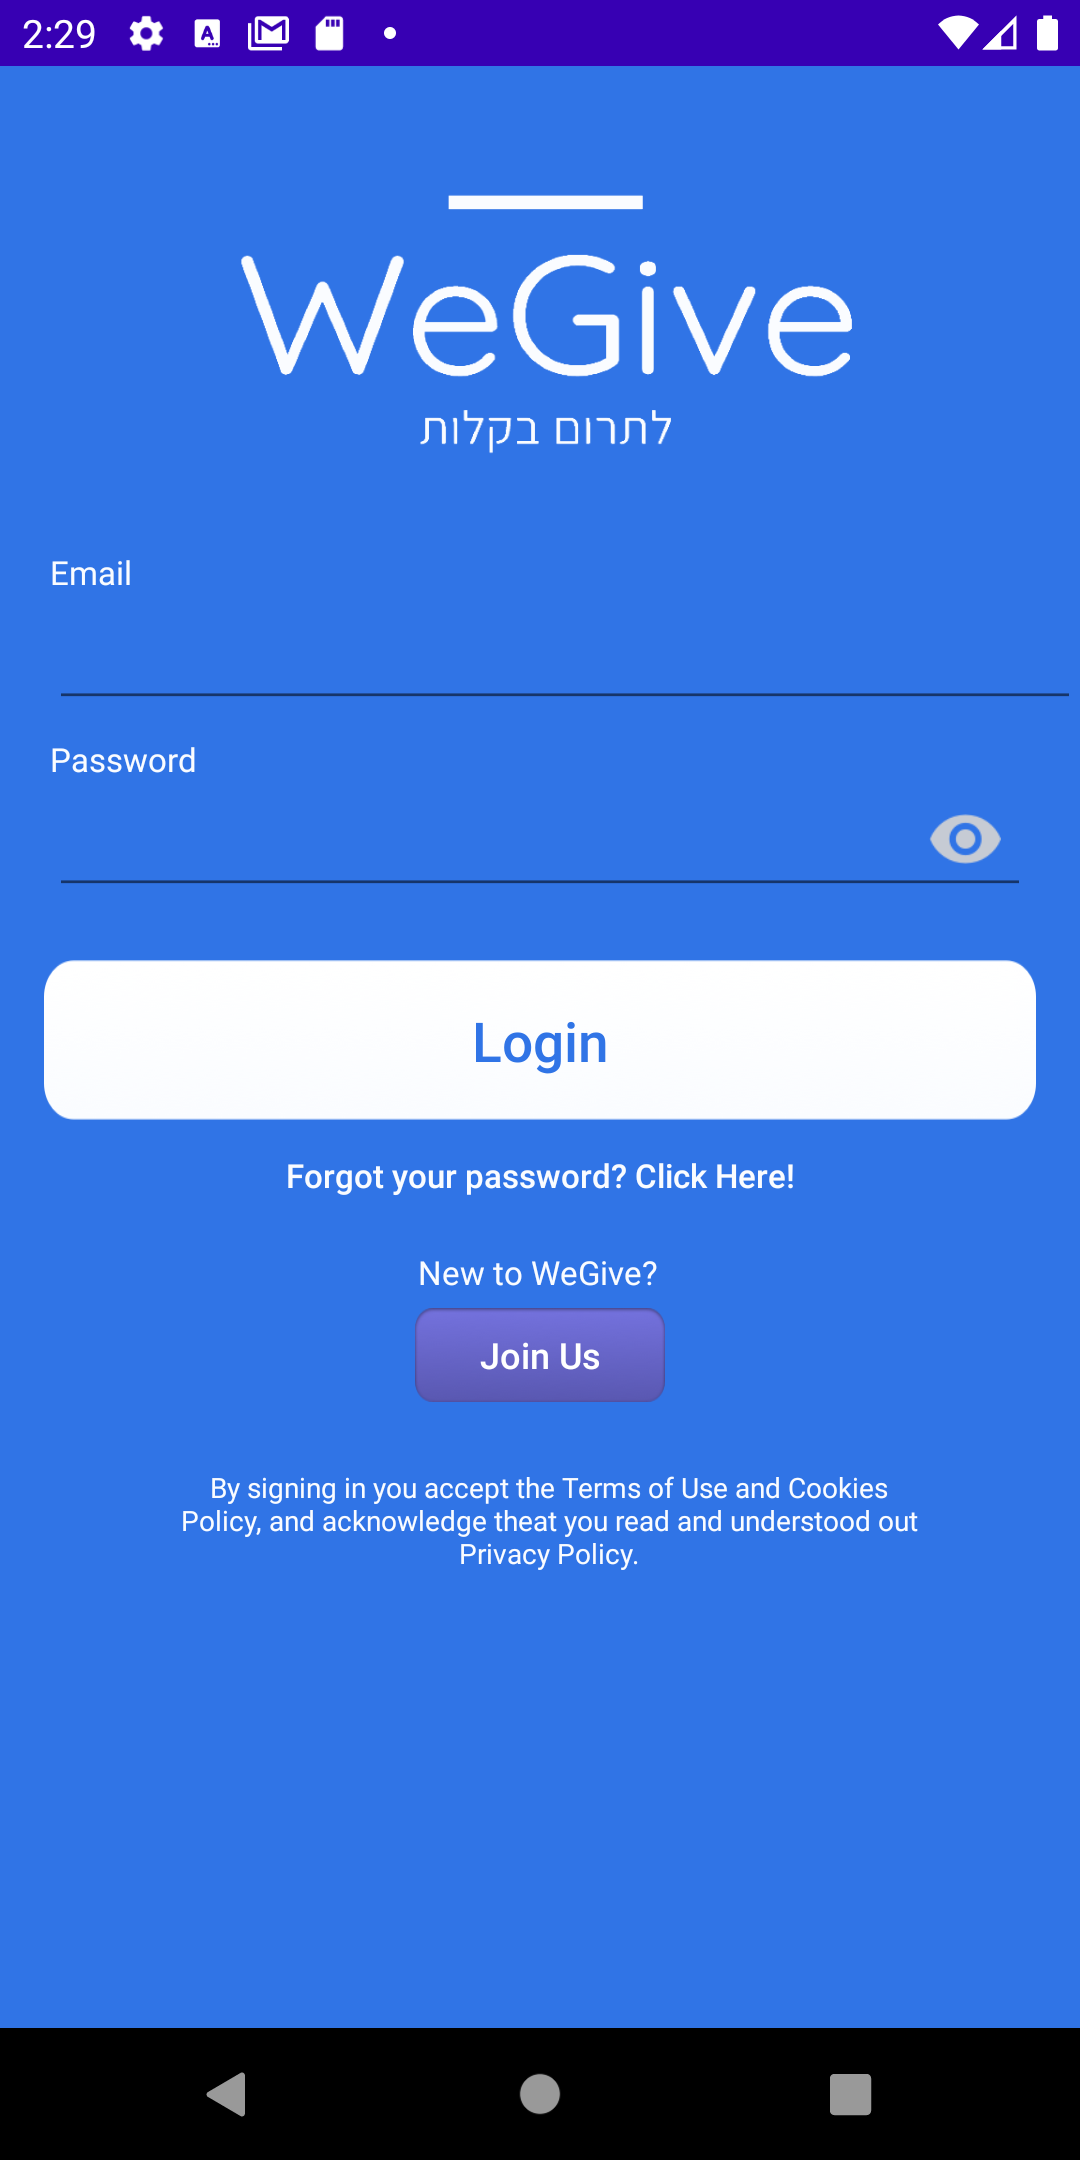 2:29
WeGive
לתרום בקלות
Email
Password
Login
Forgot your password? Click Here!
New to WeGive?
Join Us
By signing in you accept the Terms of Use and Cookies
Policy, and acknowledge theat you read and understood out
Privacy Policy.